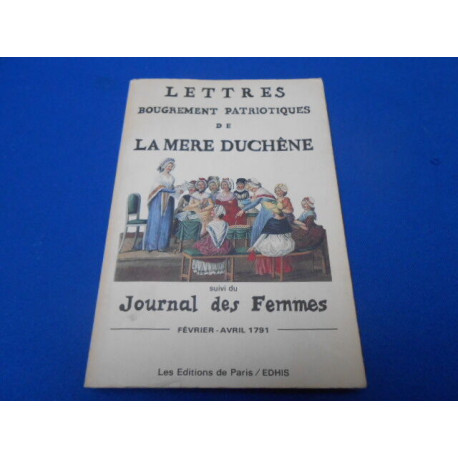 LETTRES
BOUGREMENT PATRIOTIQUES
DE
LA MERE DUCHÊNE
suivi du
Journal des Femmes
FÉVRIER-AVRIL 1791
Les Editions de Paris/EDHIS